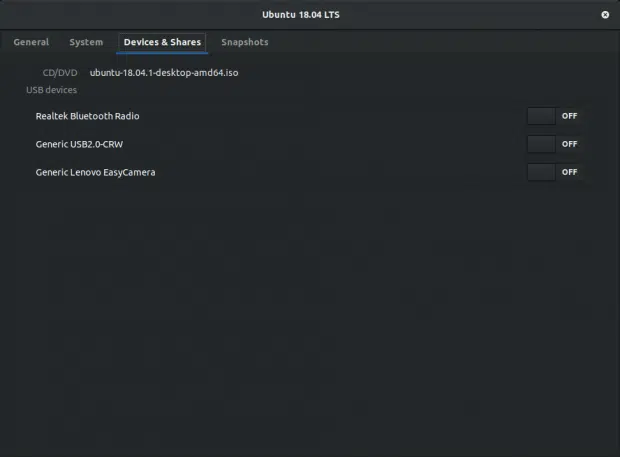 Ubuntu 18.04 LTS
General System Devices & Shares Snapshots
CD/DVD ubuntu-18.04.1-desktop-amd64.iso
USB devices
Realtek Bluetooth Radio OFF
Generic USB2.0-CRW OFF
Generic Lenovo EasyCamera OFF